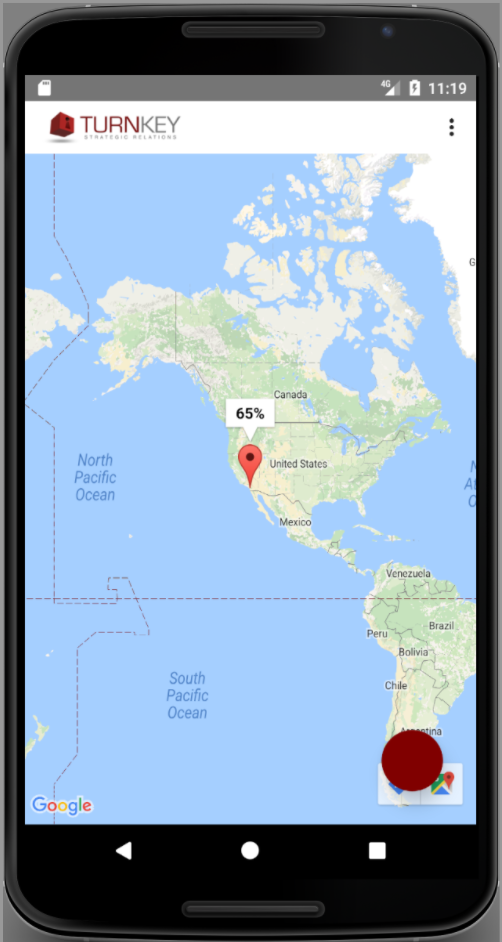 4G
11:19
TURNKEY
STRATEGIC RELATIONS
Canada
65%
North
Pacific
Ocean
United States
Mexico
Venezuela
Brazil
Peru
Bolivia
South
Pacific
Ocean
Chile
Google